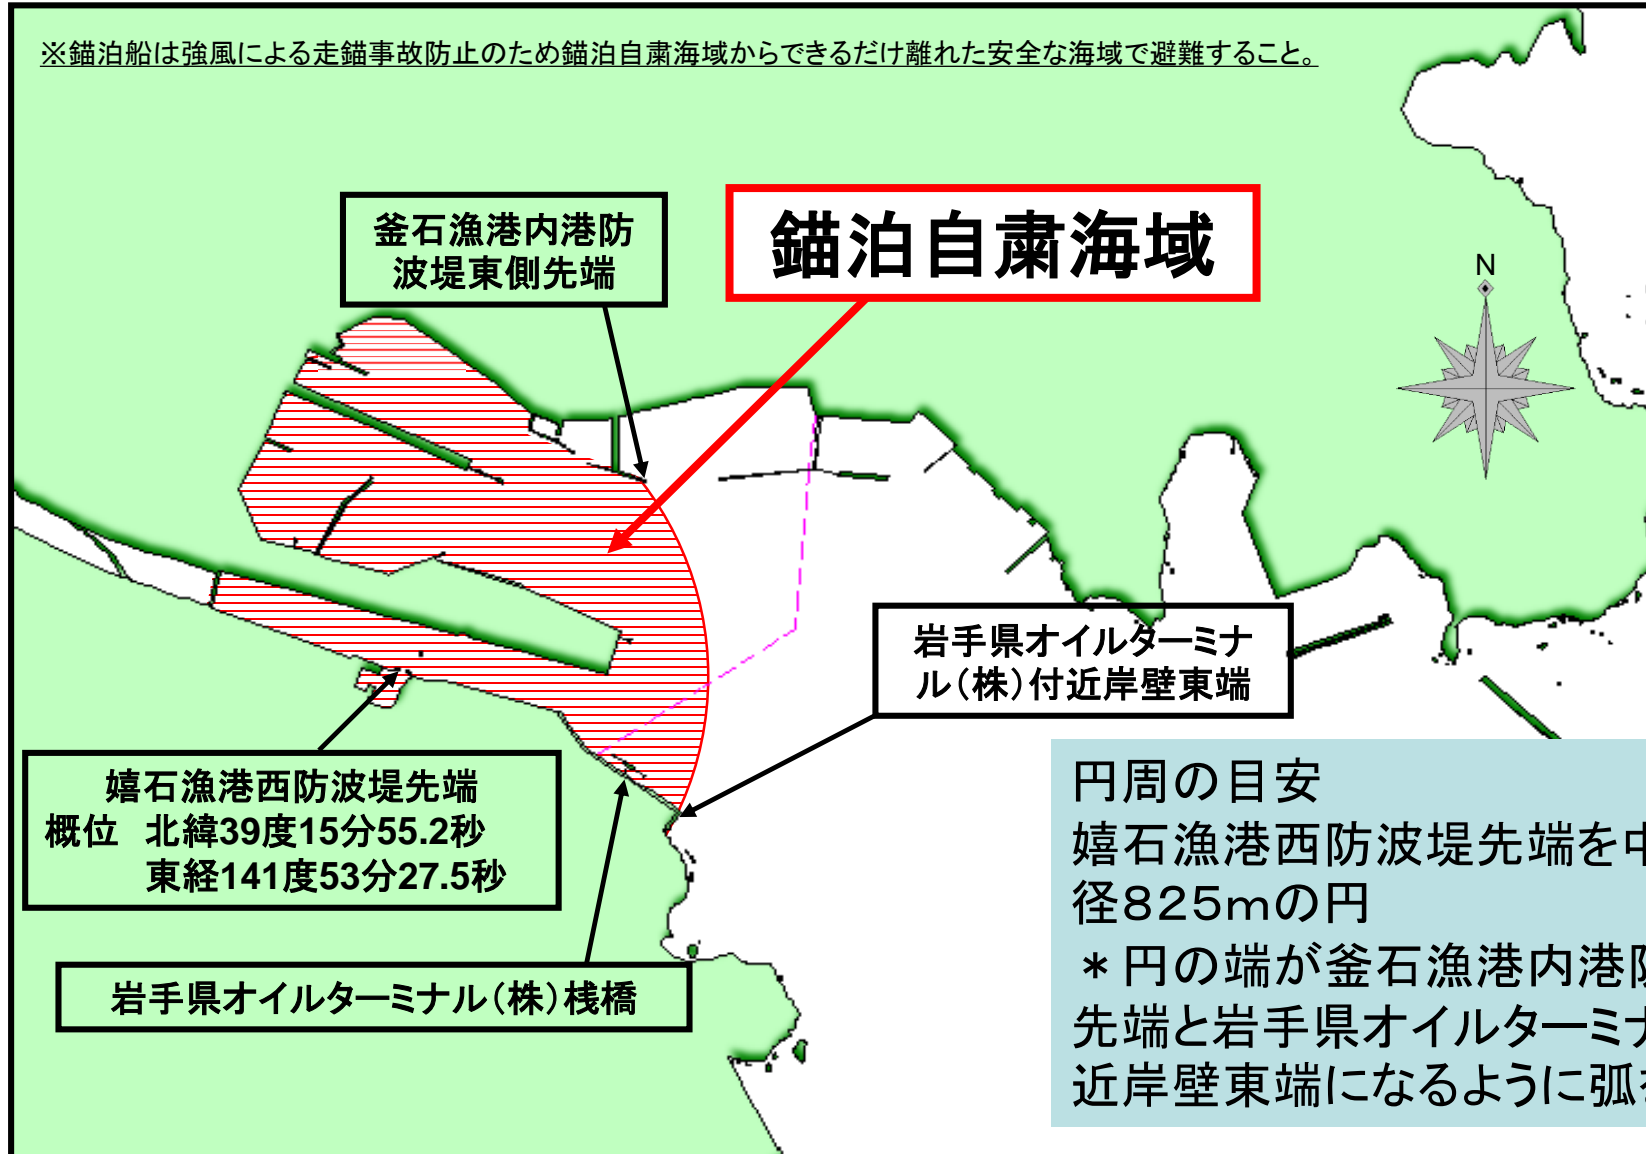 ※錨泊船は強風による走錨事故防止のため錨泊自粛海域からできるだけ離れた安全な海域で避難すること。
釜石漁港内港防
波堤東側先端
錨泊自粛海域
N
岩手県オイルターミナ
ル(株)付近岸壁東端
嬉石漁港西防波堤先端
概位 北緯39度15分55.2秒
東経141度53分27.5秒
岩手県オイルターミナル(株)桟橋
円周の目安
嬉石漁港西防波堤先端を
径825mの円
*円の端が釜石漁港内港
先端と岩手県オイルターミ
近岸壁東端になるように弧